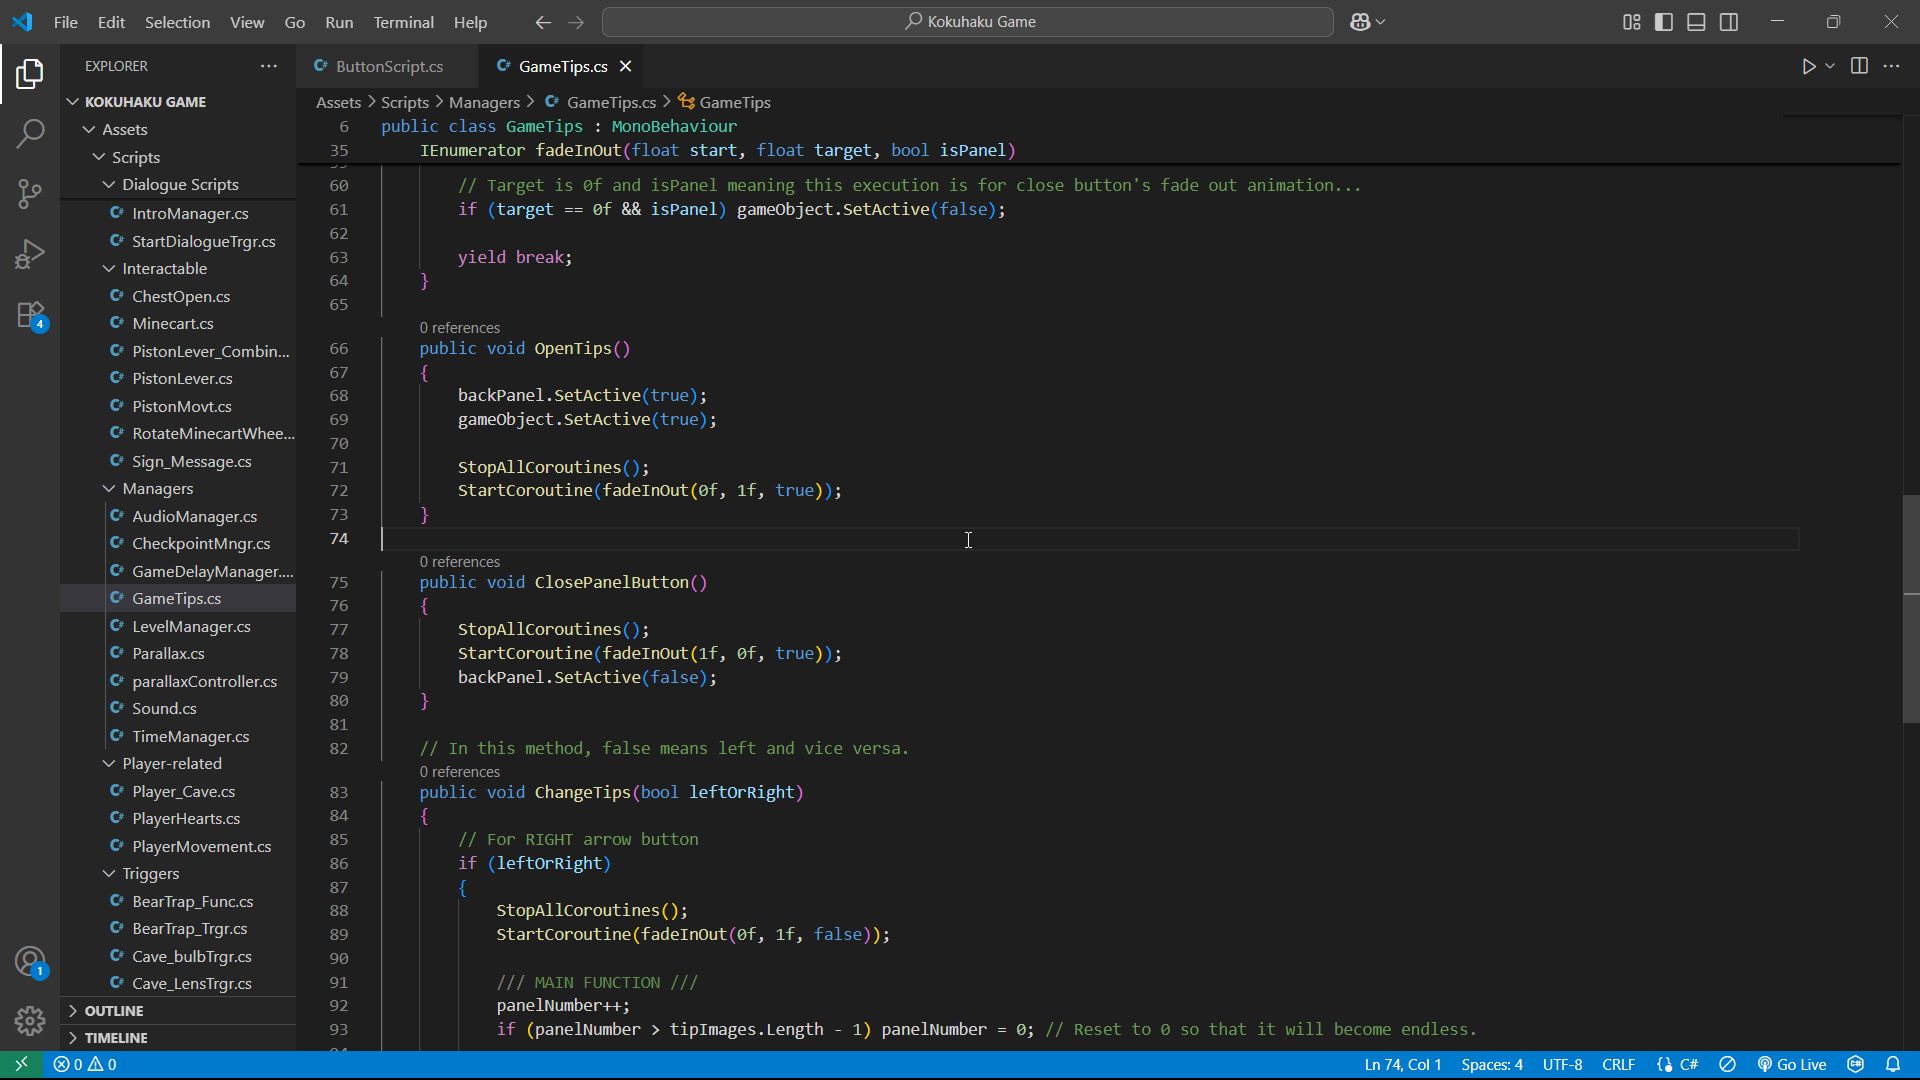 File Edit Selection View Go Run Terminal Help
Kokuhaku Game
EXPLORER
KOKUHAKU GAME
Assets
Scripts
Dialogue Scripts
IntroManager.cs
StartDialogueTrgr.cs
Interactable
ChestOpen.cs
Minecart.cs
PistonLever_Combin...
PistonLever.cs
PistonMovt.cs
RotateMinecartWhee...
Sign_Message.cs
Managers
AudioManager.cs
CheckpointMngr.cs
GameDelayManager....
GameTips.cs
LevelManager.cs
Parallax.cs
parallaxController.cs
Sound.cs
TimeManager.cs
Player-related
Player_Cave.cs
PlayerHearts.cs
PlayerMovement.cs
Triggers
BearTrap_Func.cs
BearTrap_Trgr.cs
Cave_bulbTrgr.cs
Cave_LensTrgr.cs
OUTLINE
TIMELINE
4
1
ButtonScript.cs GameTips.cs
Assets > Scripts > Managers > GameTips.cs > GameTips
6 public class GameTips : MonoBehaviour
35 IEnumerator fadeInOut(float start, float target, bool isPanel)
60 // Target is 0f and isPanel meaning this execution is for close button's fade out animation...
61 if (target == 0f && isPanel) gameObject.SetActive(false);
62
63 yield break;
64 }
65
0 references
66 public void OpenTips()
67 {
68 backPanel.SetActive(true);
69 gameObject.SetActive(true);
70
71 StopAllCoroutines();
72 StartCoroutine(fadeInOut(0f, 1f, true));
73 }
74
0 references
75 public void ClosePanelButton()
76 {
77 StopAllCoroutines();
78 StartCoroutine(fadeInOut(1f, 0f, true));
79 backPanel.SetActive(false);
80 }
81
82 // In this method, false means left and vice versa.
0 references
83 public void ChangeTips(bool leftOrRight)
84 {
85 // For RIGHT arrow button
86 if (leftOrRight)
87 {
88 StopAllCoroutines();
89 StartCoroutine(fadeInOut(0f, 1f, false));
90
91 /// MAIN FUNCTION ///
92 panelNumber++;
93 if (panelNumber > tipImages.Length - 1) panelNumber = 0; // Reset to 0 so that it will become endless.
0 0 Ln 74, Col 1 Spaces: 4 UTF-8 CRLF {} C# Go Live